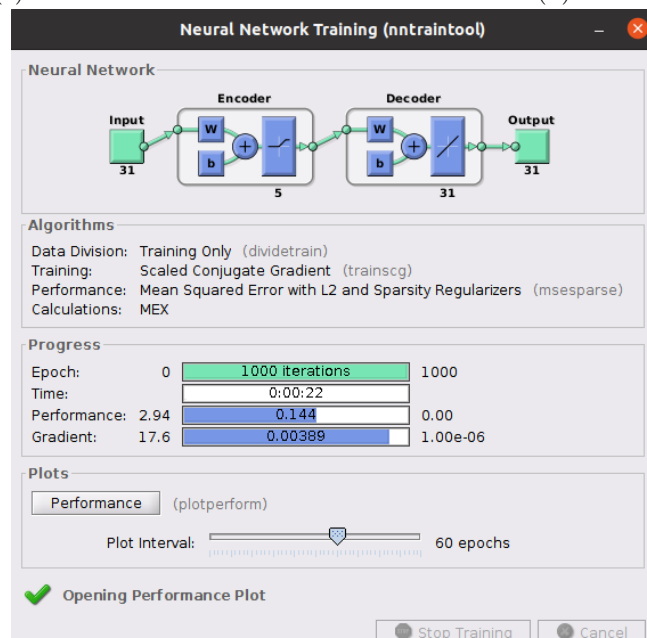 Neural Network Training (nntraintool)
Neural Network
Encoder Decoder
Input W b + W b + Output
31 5 31 31
Algorithms
Data Division: Training Only (dividetrain)
Training: Scaled Conjugate Gradient (trainscg)
Performance: Mean Squared Error with L2 and Sparsity Regularizers (msesparse)
Calculations: MEX
Progress
Epoch: 0 1000 iterations 1000
Time: 0:00:22
Performance: 2.94 0.144 0.00
Gradient: 17.6 0.00389 1.00e-06
Plots
Performance (plotperform)
Plot Interval: 60 epochs
Opening Performance Plot
Stop Training Cancel